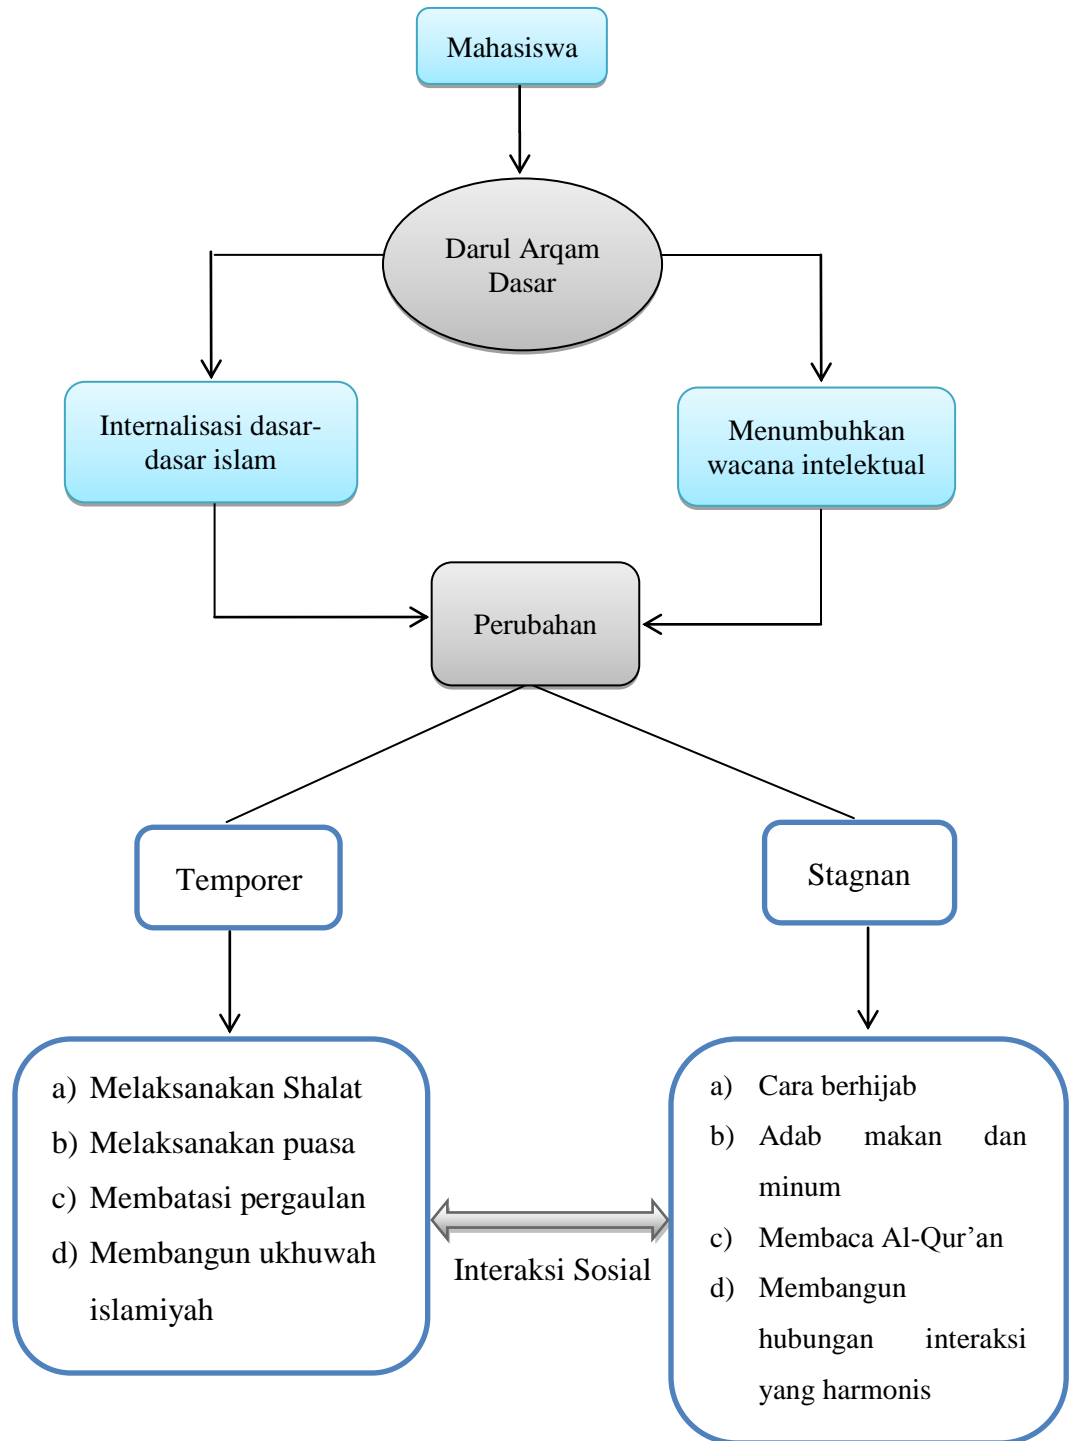 Mahasiswa
Darul Arqam
Dasar
Internalisasi dasar-
dasar islam
Menumbuhkan
wacana intelektual
Perubahan
Temporer
Stagnan
a) Melaksanakan Shalat
b) Melaksanakan puasa
c) Membatasi pergaulan
d) Membangun ukhuwah
islamiyah
Interaksi Sosial
a) Cara berhijab
b) Adab makan dan
minum
c) Membaca Al-Qur’an
d) Membangun
hubungan interaksi
yang harmonis